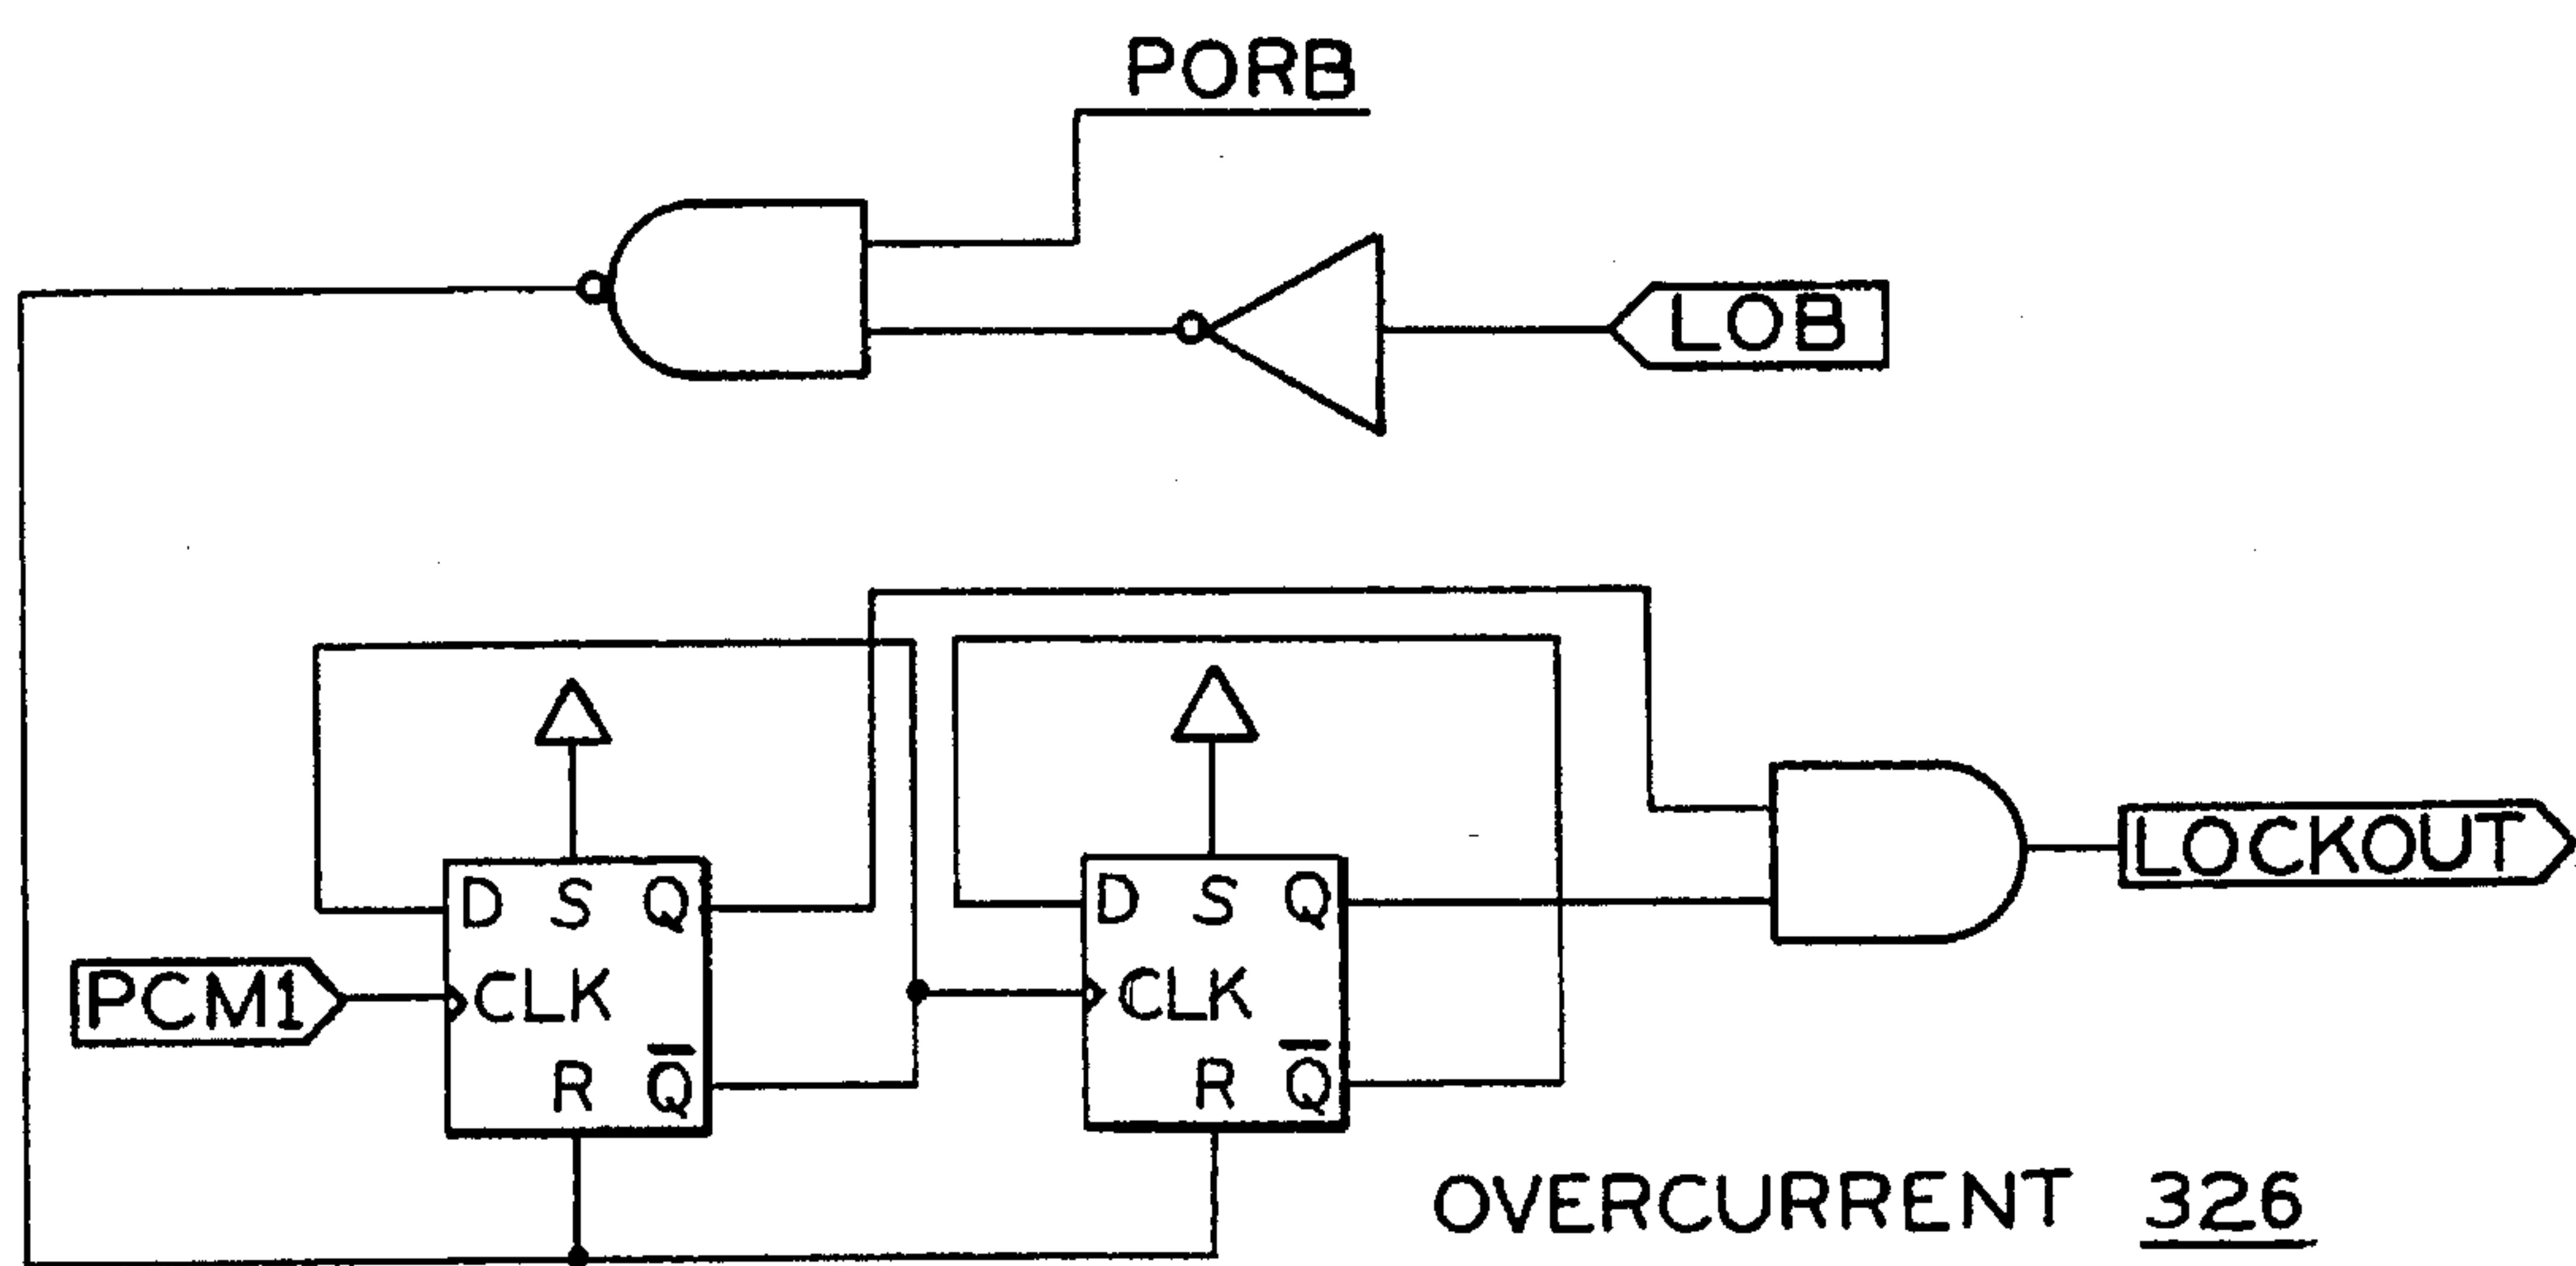 PORB
LOB
D S Q
CLK
R Q̅
D S Q
CLK
R Q̅
PCM1
LOCKOUT
OVERCURRENT 326